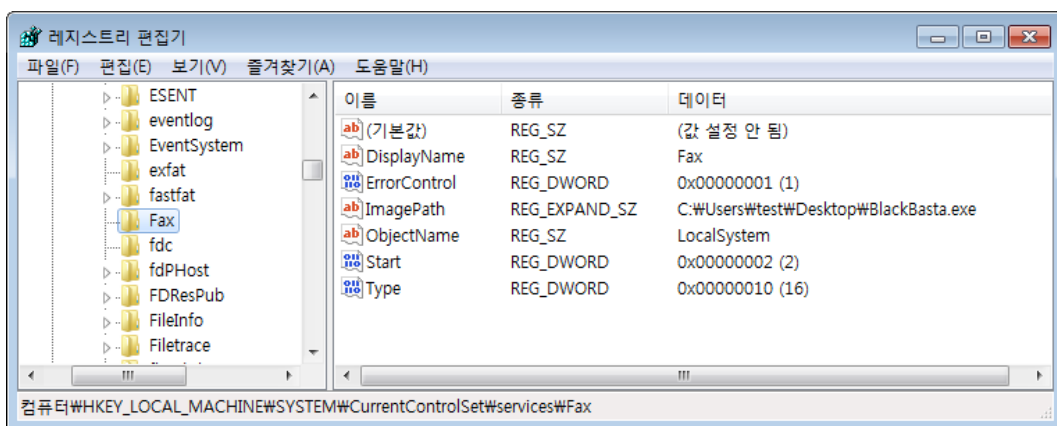 레지스트리 편집기
파일(F) 편집(E) 보기(V) 즐겨찾기(A) 도움말(H)
ESENT
eventlog
EventSystem
exfat
fastfat
Fax
fdc
fdPHost
FDResPub
FileInfo
Filetrace
이름 종류 데이터
(기본값) REG_SZ (값 설정 안 됨)
DisplayName REG_SZ Fax
ErrorControl REG_DWORD 0x00000001 (1)
ImagePath REG_EXPAND_SZ C:₩Users₩test₩Desktop₩BlackBasta.exe
ObjectName REG_SZ LocalSystem
Start REG_DWORD 0x00000002 (2)
Type REG_DWORD 0x00000010 (16)
컴퓨터₩HKEY_LOCAL_MACHINE₩SYSTEM₩CurrentControlSet₩services₩Fax